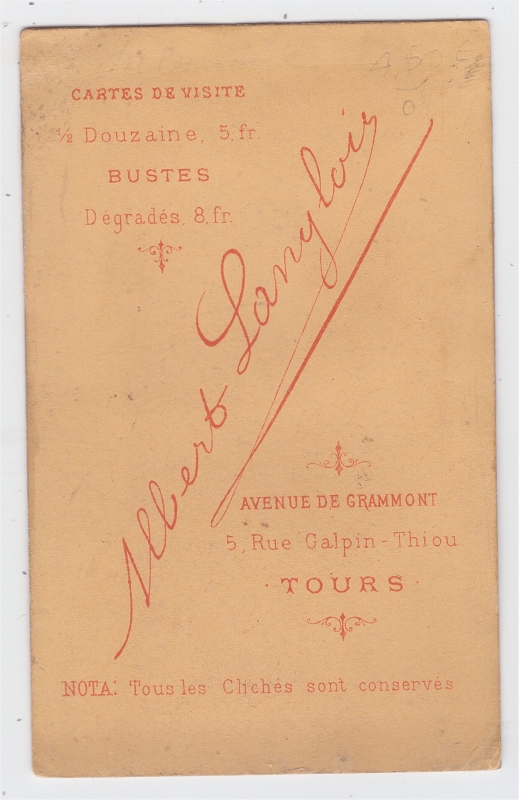 CARTES DE VISITE
1/2 Douzaine, 5, fr.
BUSTES
Dégradés, 8, fr.
Albert Langlois
AVENUE DE GRAMMONT
5, Rue Galpin-Thiou
· TOURS ·
NOTA: Tous les Clichés sont conservés